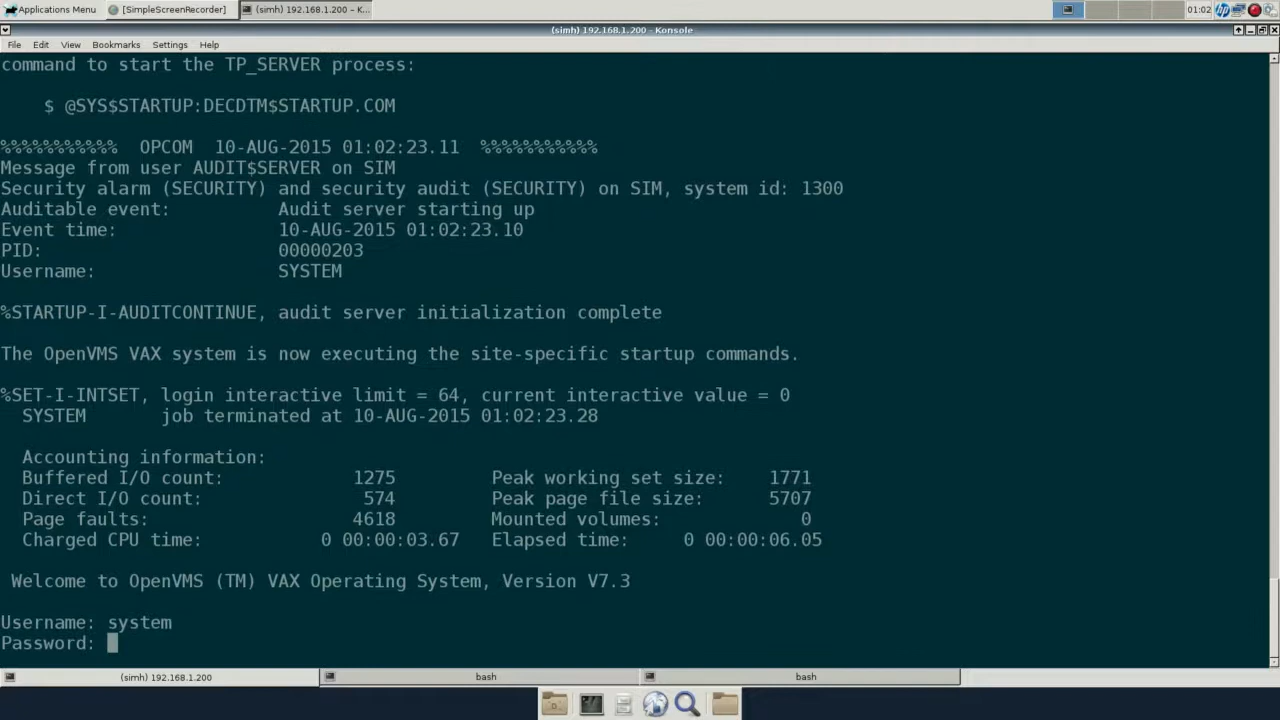 Applications Menu [SimpleScreenRecorder] (simh) 192.168.1.200 – K... 01:02
(simh) 192.168.1.200 – Konsole
File Edit View Bookmarks Settings Help
command to start the TP_SERVER process:
$ @SYS$STARTUP:DECDTM$STARTUP.COM
%%%%%%%%%%% OPCOM 10-AUG-2015 01:02:23.11 %%%%%%%%%%%
Message from user AUDIT$SERVER on SIM
Security alarm (SECURITY) and security audit (SECURITY) on SIM, system id: 1300
Auditable event: Audit server starting up
Event time: 10-AUG-2015 01:02:23.10
PID: 00000203
Username: SYSTEM
%STARTUP-I-AUDITCONTINUE, audit server initialization complete
The OpenVMS VAX system is now executing the site-specific startup commands.
%SET-I-INTSET, login interactive limit = 64, current interactive value = 0
SYSTEM job terminated at 10-AUG-2015 01:02:23.28
Accounting information:
Buffered I/O count: 1275 Peak working set size: 1771
Direct I/O count: 574 Peak page file size: 5707
Page faults: 4618 Mounted volumes: 0
Charged CPU time: 0 00:00:03.67 Elapsed time: 0 00:00:06.05
Welcome to OpenVMS (TM) VAX Operating System, Version V7.3
Username: system
Password:
(simh) 192.168.1.200 bash bash